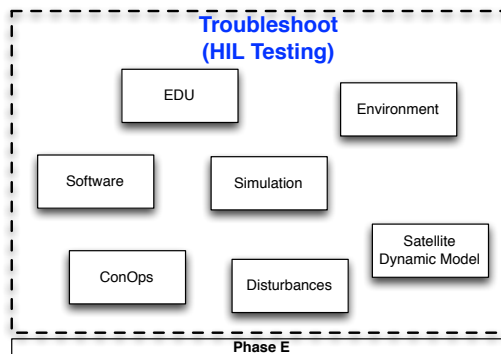 Troubleshoot
(HIL Testing)
EDU
Environment
Software
Simulation
Satellite
Dynamic Model
ConOps
Disturbances
Phase E